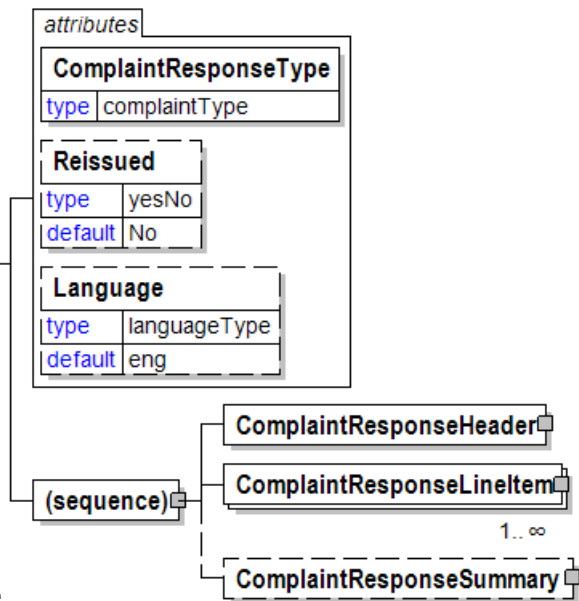 attributes
ComplaintResponseType
type complaintType
Reissued
type yesNo
default No
Language
type languageType
default eng
ComplaintResponseHeader
(sequence)
ComplaintResponseLineItem
1.. ∞
ComplaintResponseSummary